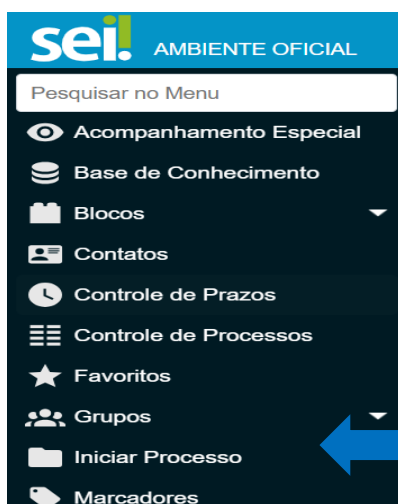 sei! AMBIENTE OFICIAL
Pesquisar no Menu
Acompanhamento Especial
Base de Conhecimento
Blocos
Contatos
Controle de Prazos
Controle de Processos
Favoritos
Grupos
Iniciar Processo
Marcadores